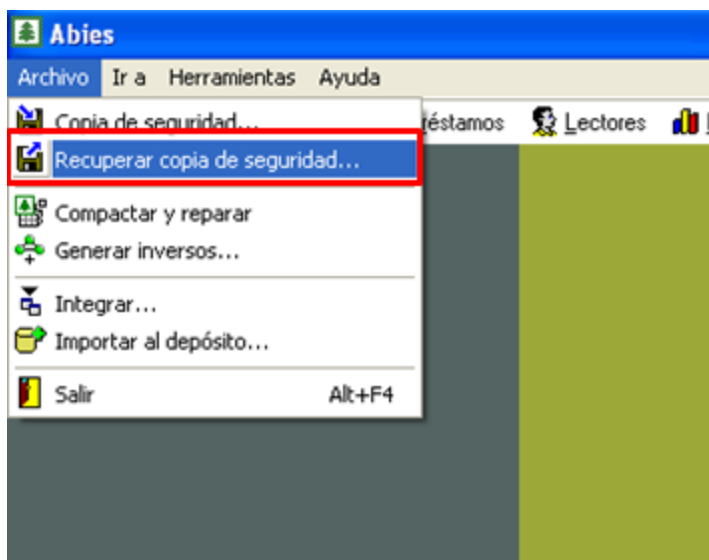 Abies
Archivo Ir a Herramientas Ayuda
Copia de seguridad...
Lectores
Recuperar copia de seguridad...
Compactar y reparar
Generar inversos...
Integrar...
Importar al depósito...
Salir Alt+F4